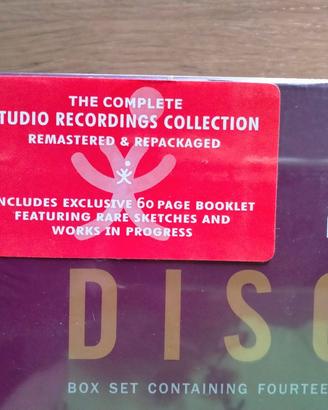 THE COMPLETE
TUDIO RECORDINGS COLLECTION
REMASTERED & REPACKAGED
NCLUDES EXCLUSIVE 60 PAGE BOOKLET
FEATURING RARE SKETCHES AND
WORKS IN PROGRESS
DISC
BOX SET CONTAINING FOURTEE